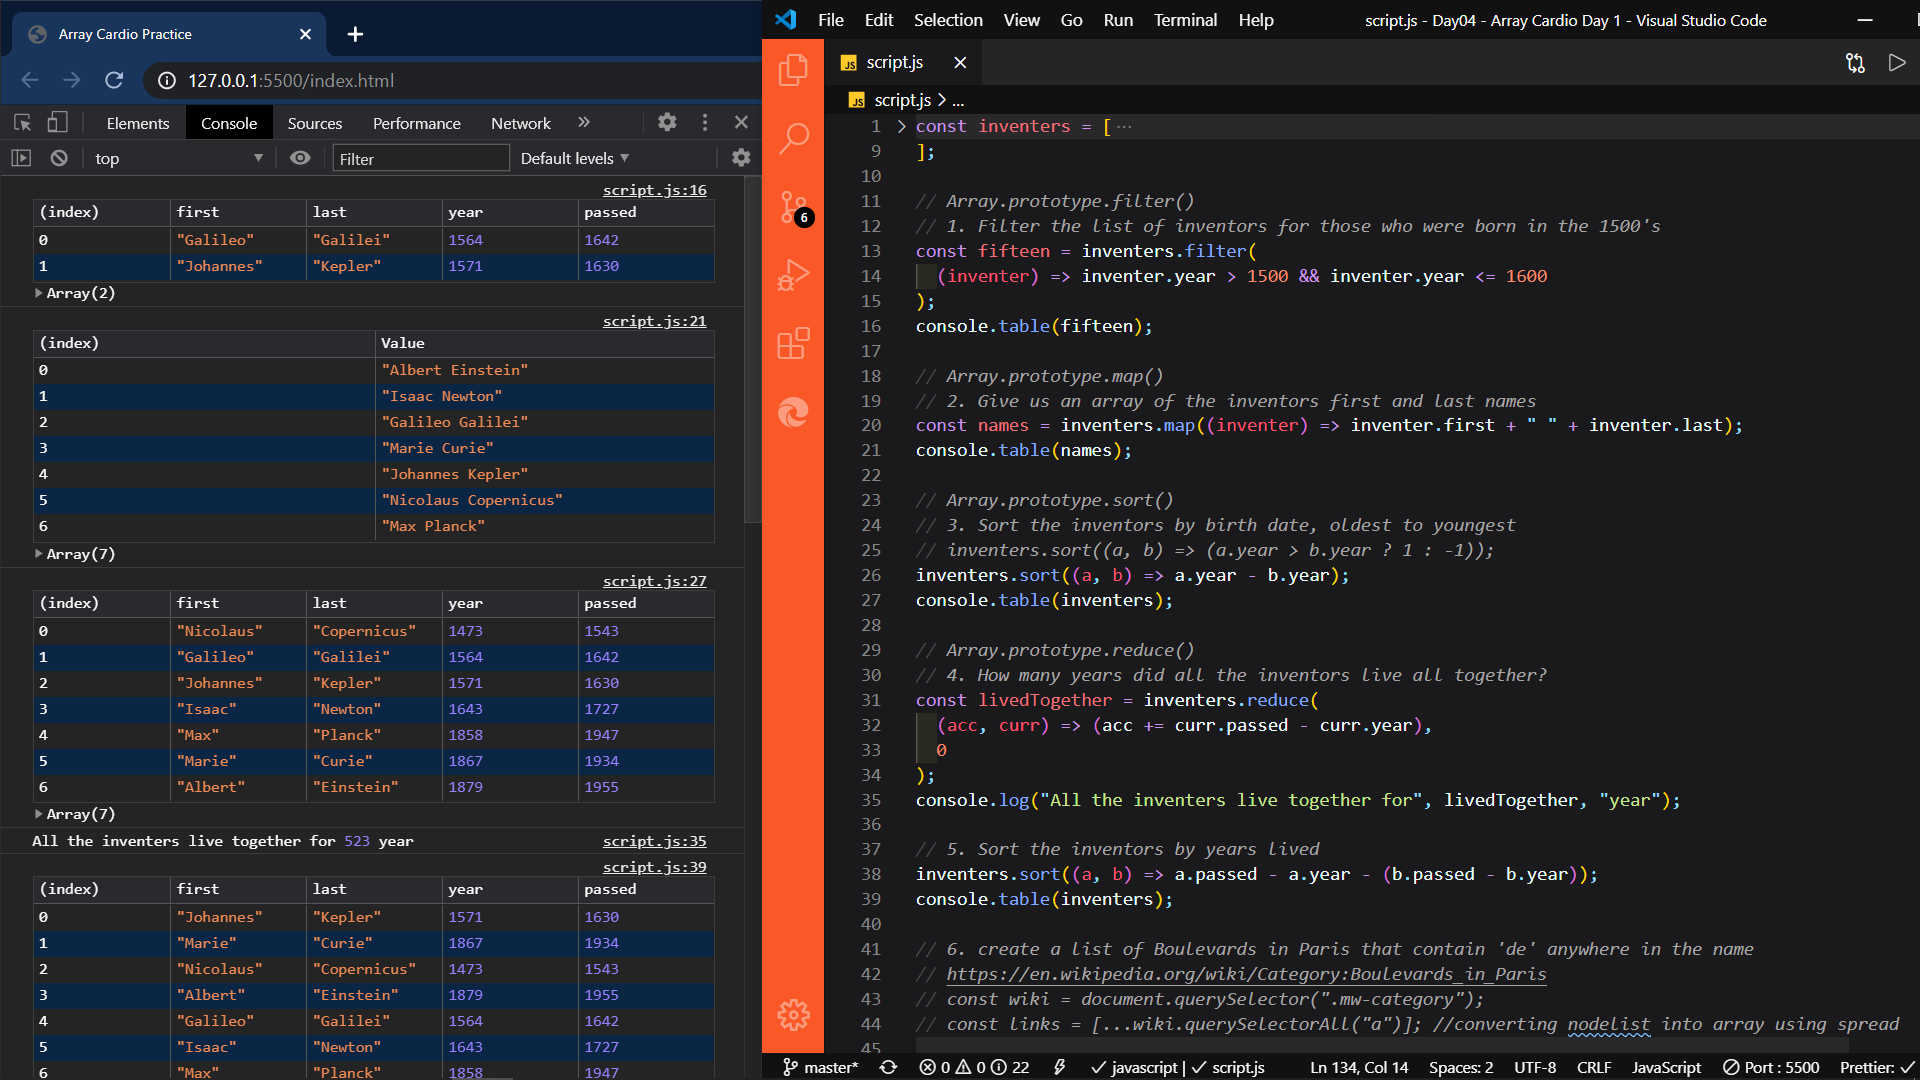 Array Cardio Practice
127.0.0.1:5500/index.html
Elements Console Sources Performance Network »
top Filter Default levels
script.js:16
(index) first last year passed
0 "Galileo" "Galilei" 1564 1642
1 "Johannes" "Kepler" 1571 1630
Array(2)
script.js:21
(index) Value
0 "Albert Einstein"
1 "Isaac Newton"
2 "Galileo Galilei"
3 "Marie Curie"
4 "Johannes Kepler"
5 "Nicolaus Copernicus"
6 "Max Planck"
Array(7)
script.js:27
(index) first last year passed
0 "Nicolaus" "Copernicus" 1473 1543
1 "Galileo" "Galilei" 1564 1642
2 "Johannes" "Kepler" 1571 1630
3 "Isaac" "Newton" 1643 1727
4 "Max" "Planck" 1858 1947
5 "Marie" "Curie" 1867 1934
6 "Albert" "Einstein" 1879 1955
Array(7)
All the inventers live together for 523 year script.js:35
script.js:39
(index) first last year passed
0 "Johannes" "Kepler" 1571 1630
1 "Marie" "Curie" 1867 1934
2 "Nicolaus" "Copernicus" 1473 1543
3 "Albert" "Einstein" 1879 1955
4 "Galileo" "Galilei" 1564 1642
5 "Isaac" "Newton" 1643 1727
6 "Max" "Planck" 1858 1947
File Edit Selection View Go Run Terminal Help script.js - Day04 - Array Cardio Day 1 - Visual Studio Code
JS script.js
JS script.js > ...
6
1 const inventers = [ ...
9 ];
10
11 // Array.prototype.filter()
12 // 1. Filter the list of inventors for those who were born in the 1500's
13 const fifteen = inventers.filter(
14 (inventer) => inventer.year > 1500 && inventer.year <= 1600
15 );
16 console.table(fifteen);
17
18 // Array.prototype.map()
19 // 2. Give us an array of the inventors first and last names
20 const names = inventers.map((inventer) => inventer.first + " " + inventer.last);
21 console.table(names);
22
23 // Array.prototype.sort()
24 // 3. Sort the inventors by birth date, oldest to youngest
25 // inventers.sort((a, b) => (a.year > b.year ? 1 : -1));
26 inventers.sort((a, b) => a.year - b.year);
27 console.table(inventers);
28
29 // Array.prototype.reduce()
30 // 4. How many years did all the inventors live all together?
31 const livedTogether = inventers.reduce(
32 (acc, curr) => (acc += curr.passed - curr.year),
33 0
34 );
35 console.log("All the inventers live together for", livedTogether, "year");
36
37 // 5. Sort the inventors by years lived
38 inventers.sort((a, b) => a.passed - a.year - (b.passed - b.year));
39 console.table(inventers);
40
41 // 6. create a list of Boulevards in Paris that contain 'de' anywhere in the name
42 // https://en.wikipedia.org/wiki/Category:Boulevards_in_Paris
43 // const wiki = document.querySelector(".mw-category");
44 // const links = [...wiki.querySelectorAll("a")]; //converting nodelist into array using spread
45
master* 0 0 22 javascript | script.js Ln 134, Col 14 Spaces: 2 UTF-8 CRLF JavaScript Port : 5500 Prettier: